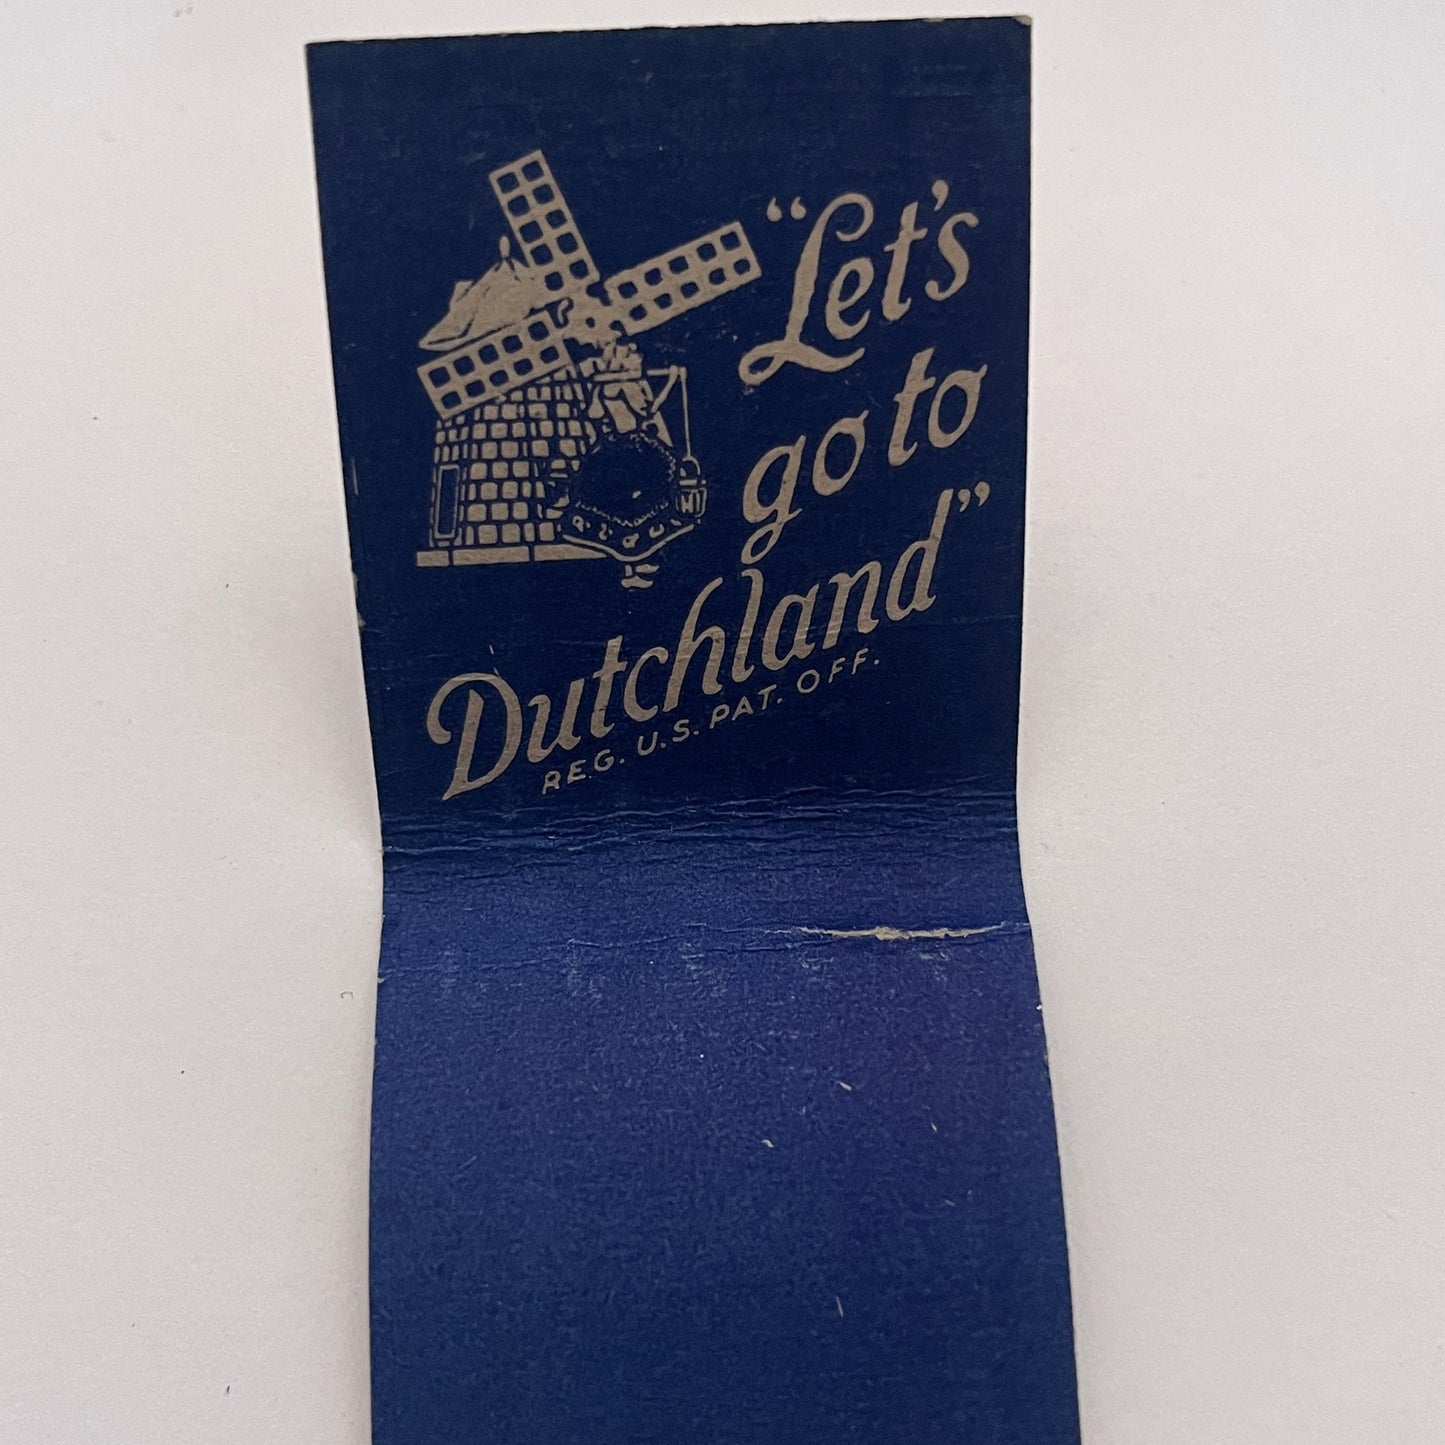 "Let's
go to
Dutchland"
REG. U.S. PAT. OFF.